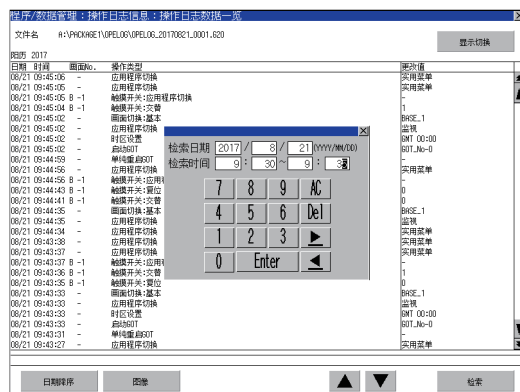 程序/数据管理：操作日志信息：操作日志数据一览
文件名 A:\PACKAGE1\OPELOG\OPELOG_20170821_0001.G2O
显示切换
阳历 2017
日期 时间 画面No. 操作类型 更改值
08/21 09:45:06 - 应用程序切换 实用菜单
08/21 09:45:05 - 应用程序切换 实用菜单
08/21 09:45:05 B -1 触摸开关:应用程序切换 -
08/21 09:45:04 B -1 触摸开关:交替 1
08/21 09:45:02 - 画面切换:基本 BASE_1
08/21 09:45:02 - 应用程序切换 监视
08/21 09:45:02 - 时区设置 GMT 00:00
08/21 09:45:02 - 启动GOT GOT_No-0
08/21 09:44:59 - 单纯重启GOT -
08/21 09:44:56 - 应用程序切换 实用菜单
08/21 09:44:56 B -1 触摸开关:应用 -
08/21 09:44:43 B -1 触摸开关:复位 0
08/21 09:44:41 B -1 触摸开关:交替 0
08/21 09:44:35 - 画面切换:基本 BASE_1
08/21 09:44:35 - 应用程序切换 监视
08/21 09:44:34 - 应用程序切换 实用菜单
08/21 09:43:38 - 应用程序切换 实用菜单
08/21 09:43:37 - 应用程序切换 实用菜单
08/21 09:43:37 B -1 触摸开关:应用 -
08/21 09:43:36 B -1 触摸开关:交替 1
08/21 09:43:35 B -1 触摸开关:复位 0
08/21 09:43:33 - 画面切换:基本 BASE_1
08/21 09:43:33 - 应用程序切换 监视
08/21 09:43:33 - 时区设置 GMT 00:00
08/21 09:43:33 - 启动GOT GOT_No-0
08/21 09:43:31 - 单纯重启GOT -
08/21 09:43:27 - 应用程序切换 实用菜单
检索日期 2017 / 8 / 21 (YYYY/MM/DD)
检索时间 9 : 30 ~ 9 :
7 8 9 AC
4 5 6 Del
1 2 3
0 Enter
日期降序 图像 检索